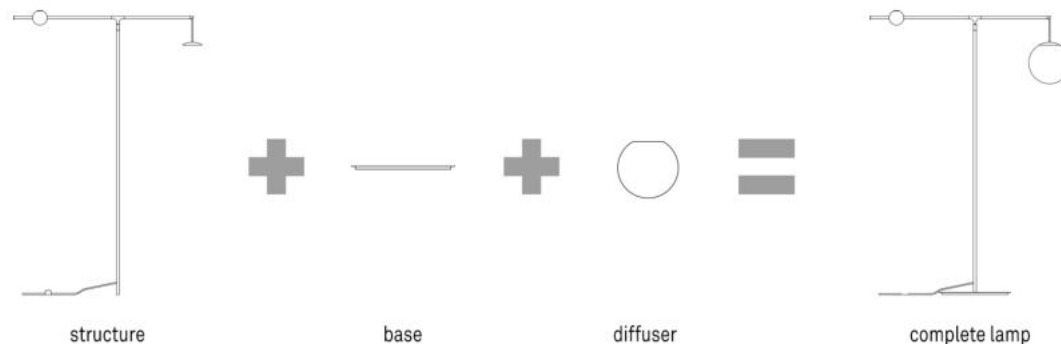 structure
base
diffuser
complete lamp